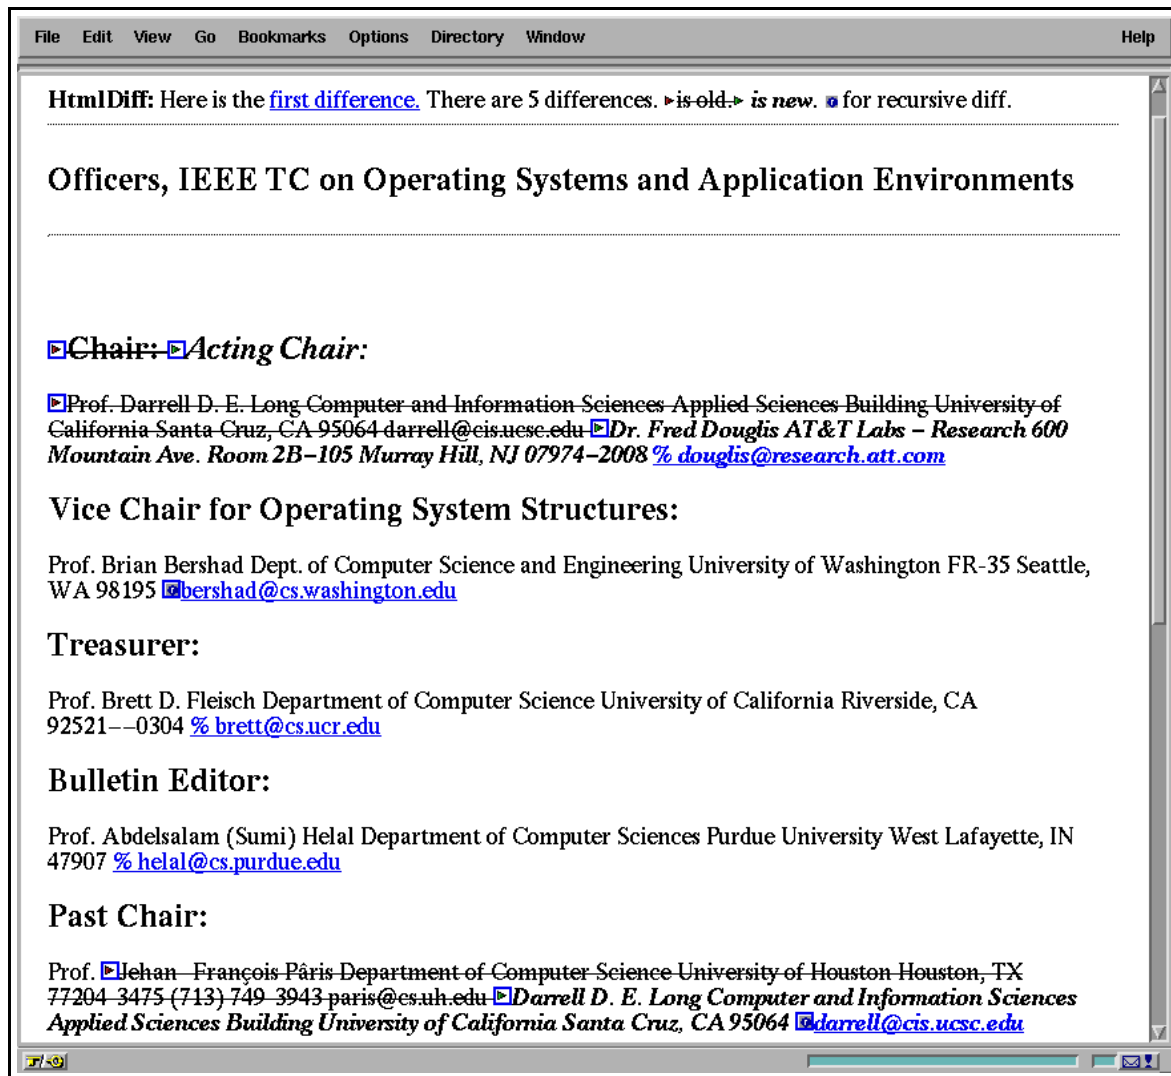 File Edit View Go Bookmarks Options Directory Window Help
HtmlDiff: Here is the first difference. There are 5 differences. is old. is new. for recursive diff.
Officers, IEEE TC on Operating Systems and Application Environments
Chair: Acting Chair:
Prof. Darrell D. E. Long Computer and Information Sciences Applied Sciences Building University of
California Santa Cruz, CA 95064 darrell@cis.ucsc.edu Dr. Fred Douglis AT&T Labs – Research 600
Mountain Ave. Room 2B–105 Murray Hill, NJ 07974–2008 % douglis@research.att.com
Vice Chair for Operating System Structures:
Prof. Brian Bershad Dept. of Computer Science and Engineering University of Washington FR-35 Seattle,
WA 98195 bershad@cs.washington.edu
Treasurer:
Prof. Brett D. Fleisch Department of Computer Science University of California Riverside, CA
92521––0304 % brett@cs.ucr.edu
Bulletin Editor:
Prof. Abdelsalam (Sumi) Helal Department of Computer Sciences Purdue University West Lafayette, IN
47907 % helal@cs.purdue.edu
Past Chair:
Prof. Jehan-François Pâris Department of Computer Science University of Houston Houston, TX
77204-3475 (713) 749-3943 paris@cs.uh.edu Darrell D. E. Long Computer and Information Sciences
Applied Sciences Building University of California Santa Cruz, CA 95064 darrell@cis.ucsc.edu